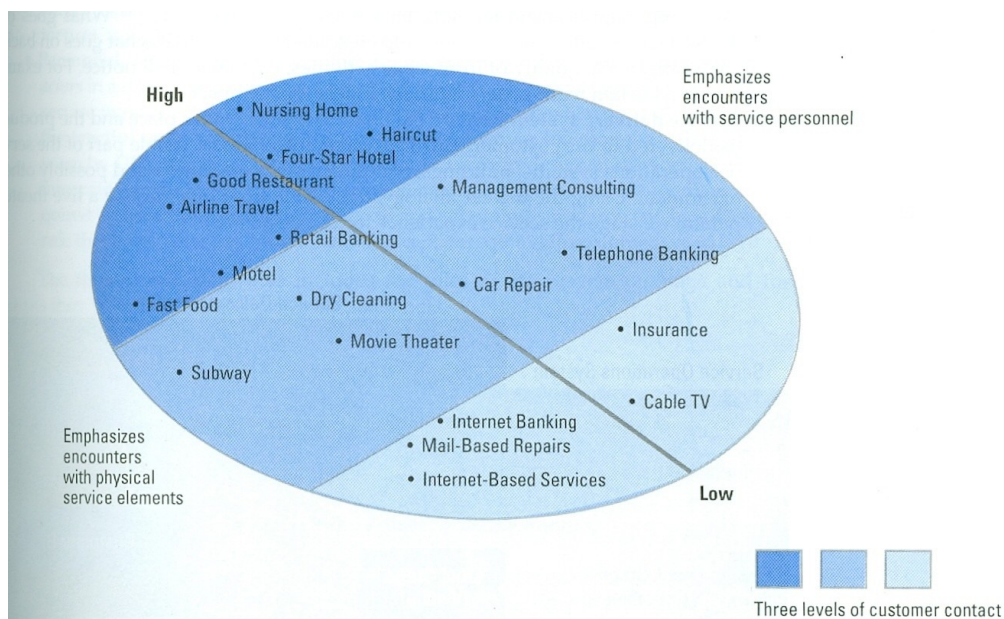 High
• Nursing Home
• Haircut
• Four-Star Hotel
• Good Restaurant
• Airline Travel
• Retail Banking
• Motel
• Fast Food
• Dry Cleaning
• Movie Theater
• Subway
Emphasizes
encounters
with service personnel
• Management Consulting
• Telephone Banking
• Car Repair
• Insurance
• Cable TV
• Internet Banking
• Mail-Based Repairs
• Internet-Based Services
Low
Emphasizes
encounters
with physical
service elements
Three levels of customer contact